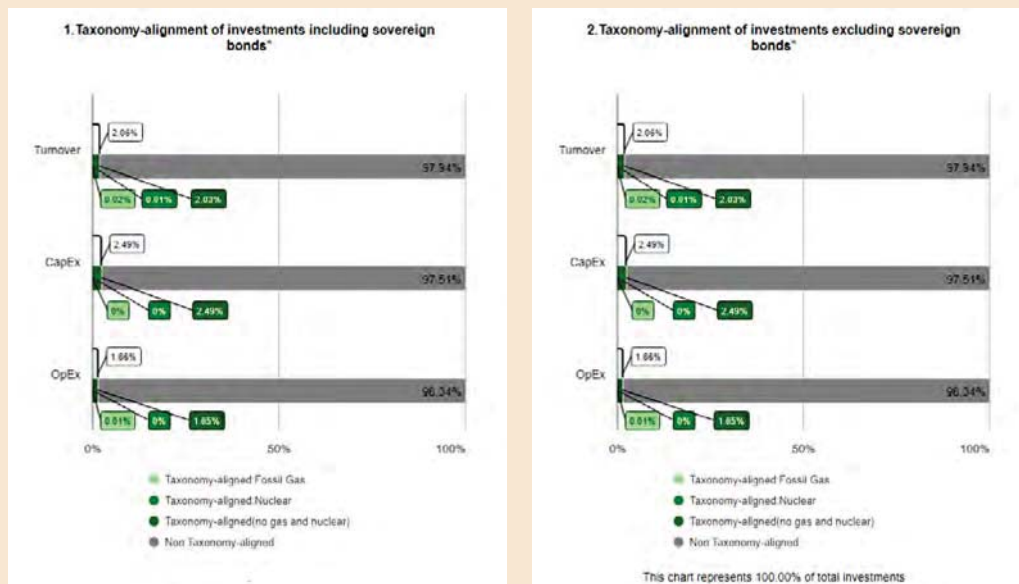 1. Taxonomy-alignment of investments including sovereign
bonds*
2.06%
Turnover
97.94%
0.02% 0.01% 2.03%
2.49%
CapEx
97.51%
0% 0% 2.49%
1.66%
OpEx
98.34%
0.01% 0% 1.65%
0% 50% 100%
Taxonomy-aligned:Fossil Gas
Taxonomy-aligned:Nuclear
Taxonomy-aligned(no gas and nuclear)
Non Taxonomy-aligned
2. Taxonomy-alignment of investments excluding sovereign
bonds*
2.06%
Turnover
97.94%
0.02% 0.01% 2.03%
2.49%
CapEx
97.51%
0% 0% 2.49%
1.66%
OpEx
98.34%
0.01% 0% 1.65%
0% 50% 100%
Taxonomy-aligned:Fossil Gas
Taxonomy-aligned:Nuclear
Taxonomy-aligned(no gas and nuclear)
Non Taxonomy-aligned
This chart represents 100.00% of total investments